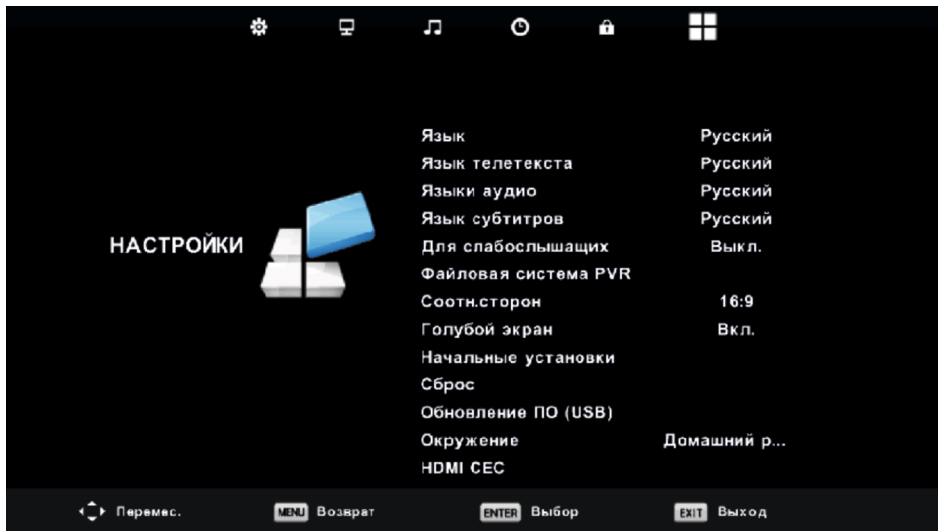 Язык Русский
Язык телетекста Русский
Языки аудио Русский
Язык субтитров Русский
НАСТРОЙКИ
Для слабослышащих Выкл.
Файловая система PVR
Соотн.сторон 16:9
Голубой экран Вкл.
Начальные установки
Сброс
Обновление ПО (USB)
Окружение Домашний р...
HDMI CEC
Перемес. MENU Возврат ENTER Выбор EXIT Выход